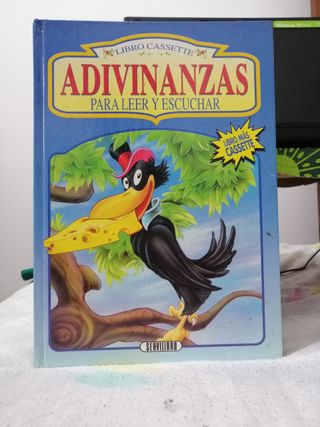 LIBRO CASSETTE
ADIVINANZAS
PARA LEER Y ESCUCHAR
LIBRO MÁS
CASSETTE
SERVILIBRO